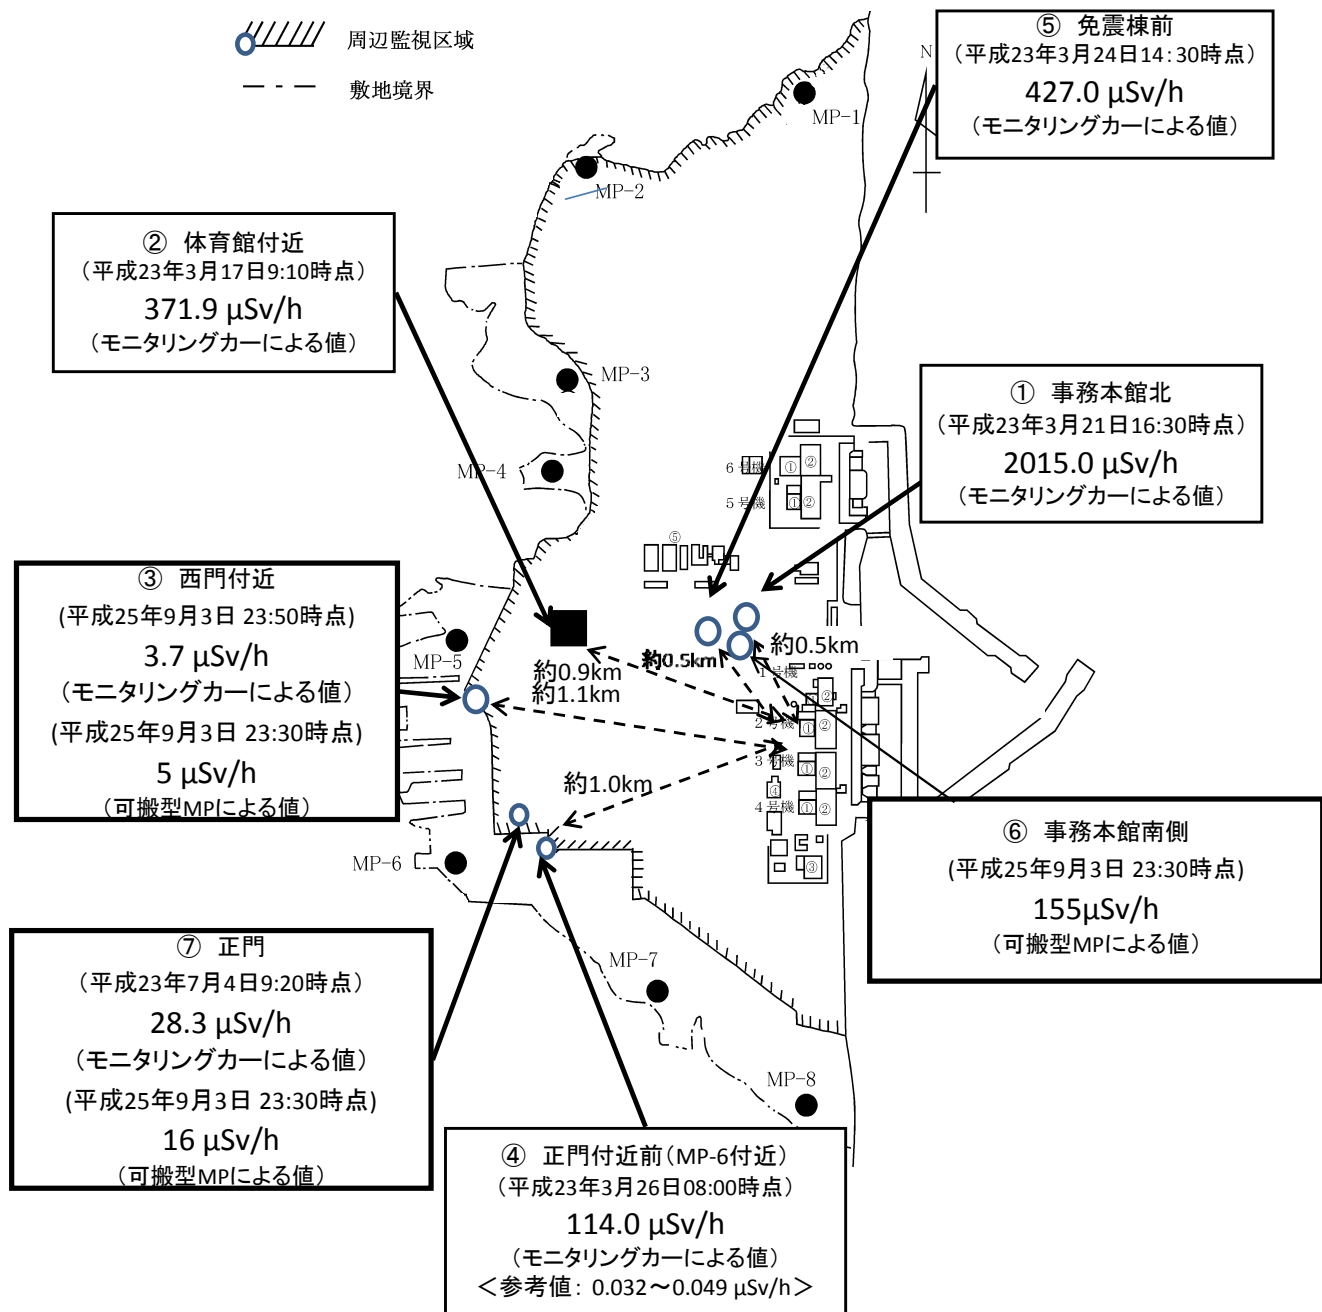 周辺監視区域
敷地境界
⑤ 免震棟前
（平成23年3月24日14:30時点）
427.0 μSv/h
（モニタリングカーによる値）
N
MP-1
MP-2
② 体育館付近
（平成23年3月17日9:10時点）
371.9 μSv/h
（モニタリングカーによる値）
MP-3
① 事務本館北
（平成23年3月21日16:30時点）
2015.0 μSv/h
（モニタリングカーによる値）
MP-4
6号機
①
②
5号機
①
②
⑤
③ 西門付近
(平成25年9月3日 23:50時点)
3.7 μSv/h
（モニタリングカーによる値）
(平成25年9月3日 23:30時点)
5 μSv/h
（可搬型MPによる値）
MP-5
約0.9km
約1.1km
約0.5km
約0.5km
1号機
②
2号機
①
②
3号機
①
②
約1.0km
④
4号機
①
②
③
MP-6
⑥ 事務本館南側
(平成25年9月3日 23:30時点)
155μSv/h
（可搬型MPによる値）
⑦ 正門
（平成23年7月4日9:20時点）
28.3 μSv/h
（モニタリングカーによる値）
(平成25年9月3日 23:30時点)
16 μSv/h
（可搬型MPによる値）
MP-7
MP-8
④ 正門付近前（MP-6付近）
（平成23年3月26日08:00時点）
114.0 μSv/h
（モニタリングカーによる値）
＜参考値： 0.032～0.049 μSv/h＞